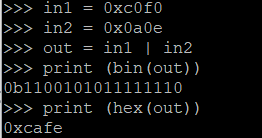 >>> in1 = 0xc0f0
>>> in2 = 0x0a0e
>>> out = in1 | in2
>>> print (bin(out))
0b1100101011111110
>>> print (hex(out))
0xcafe